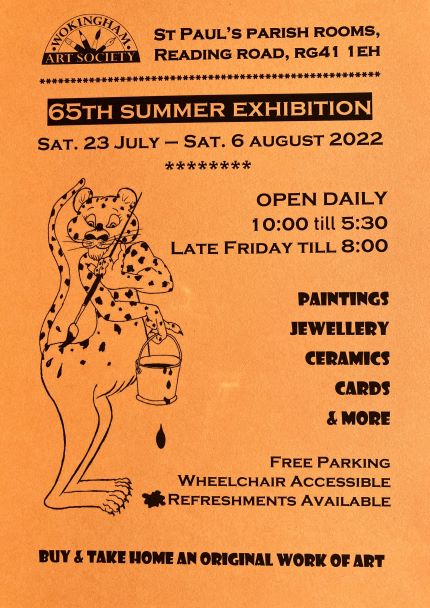 WOKINGHAM
ART SOCIETY
ST PAUL'S PARISH ROOMS,
READING ROAD, RG41 1EH
65TH SUMMER EXHIBITION
SAT. 23 JULY – SAT. 6 AUGUST 2022
********
OPEN DAILY
10:00 till 5:30
LATE FRIDAY TILL 8:00
PAINTINGS
JEWELLERY
CERAMICS
CARDS
& MORE
FREE PARKING
WHEELCHAIR ACCESSIBLE
REFRESHMENTS AVAILABLE
BUY & TAKE HOME AN ORIGINAL WORK OF ART